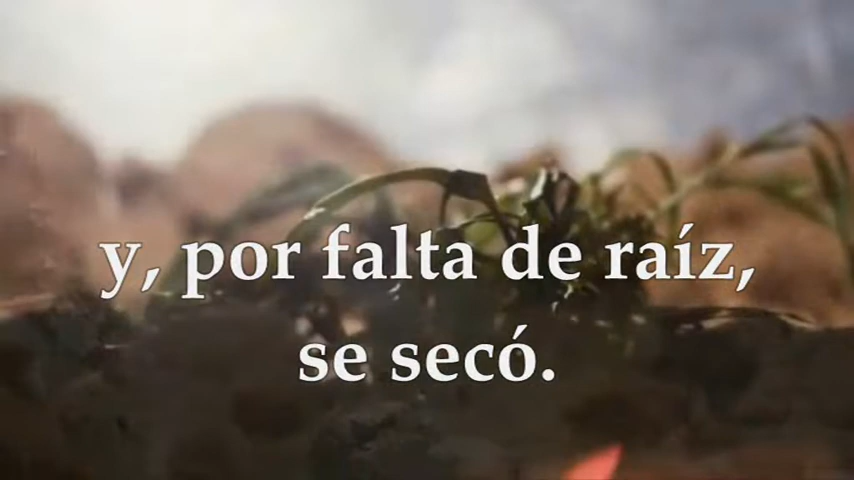 y, por falta de raíz,
se secó.